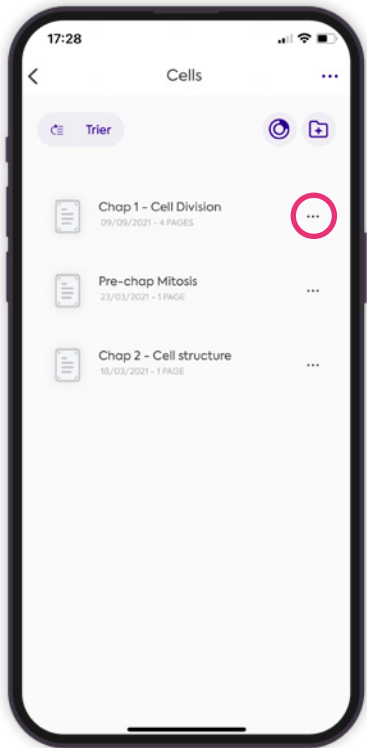 17:28
Cells
Trier
Chap 1 - Cell Division
09/09/2021 - 4 PAGES
Pre-chap Mitosis
23/03/2021 - 1 PAGE
Chap 2 - Cell structure
18/03/2021 - 1 PAGE